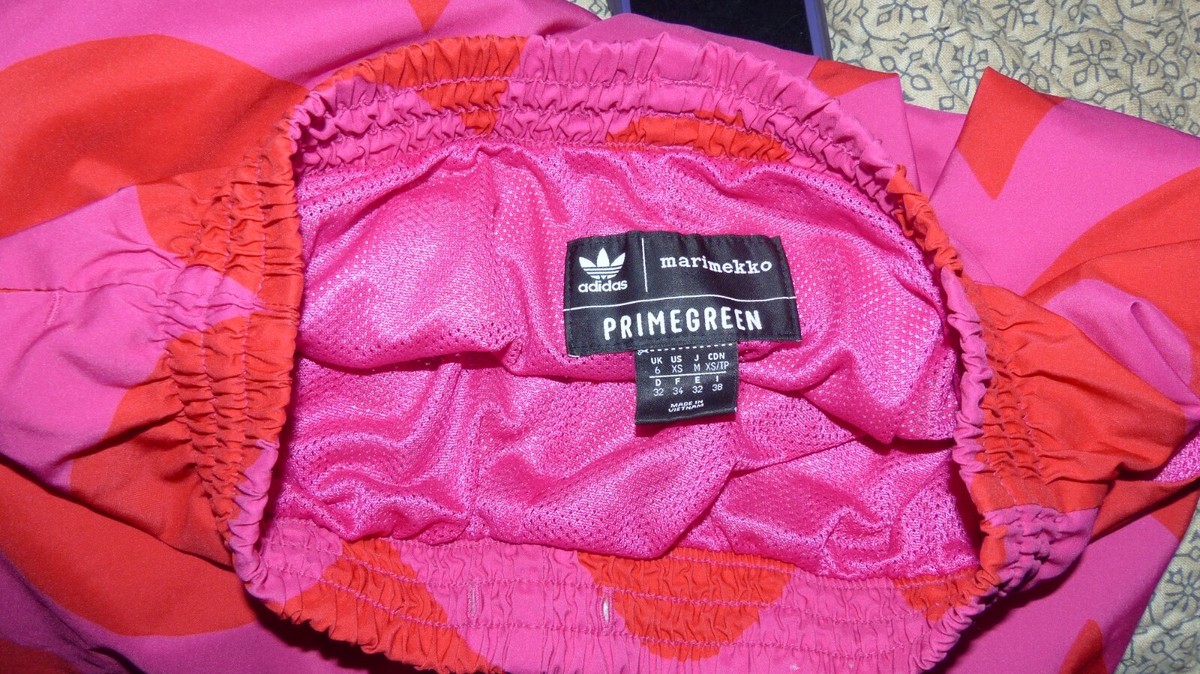 adidas
marimekko
PRIMEGREEN
UK US J CDN
6 XS M XS/TP
D F E I
32 34 32 38
MADE IN
VIETNAM